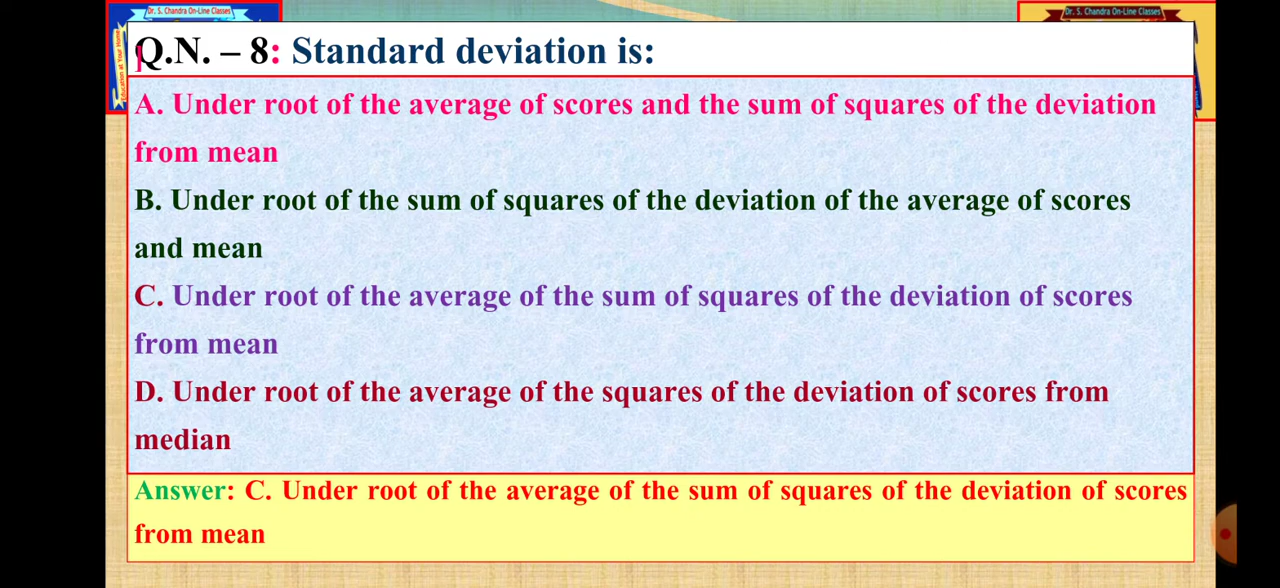 Dr. S. Chandra On-Line Classes
Dr. S. Chandra On-Line Classes
Education at Your Home
Q.N. – 8: Standard deviation is:
A. Under root of the average of scores and the sum of squares of the deviation
from mean
B. Under root of the sum of squares of the deviation of the average of scores
and mean
C. Under root of the average of the sum of squares of the deviation of scores
from mean
D. Under root of the average of the squares of the deviation of scores from
median
Answer: C. Under root of the average of the sum of squares of the deviation of scores
from mean